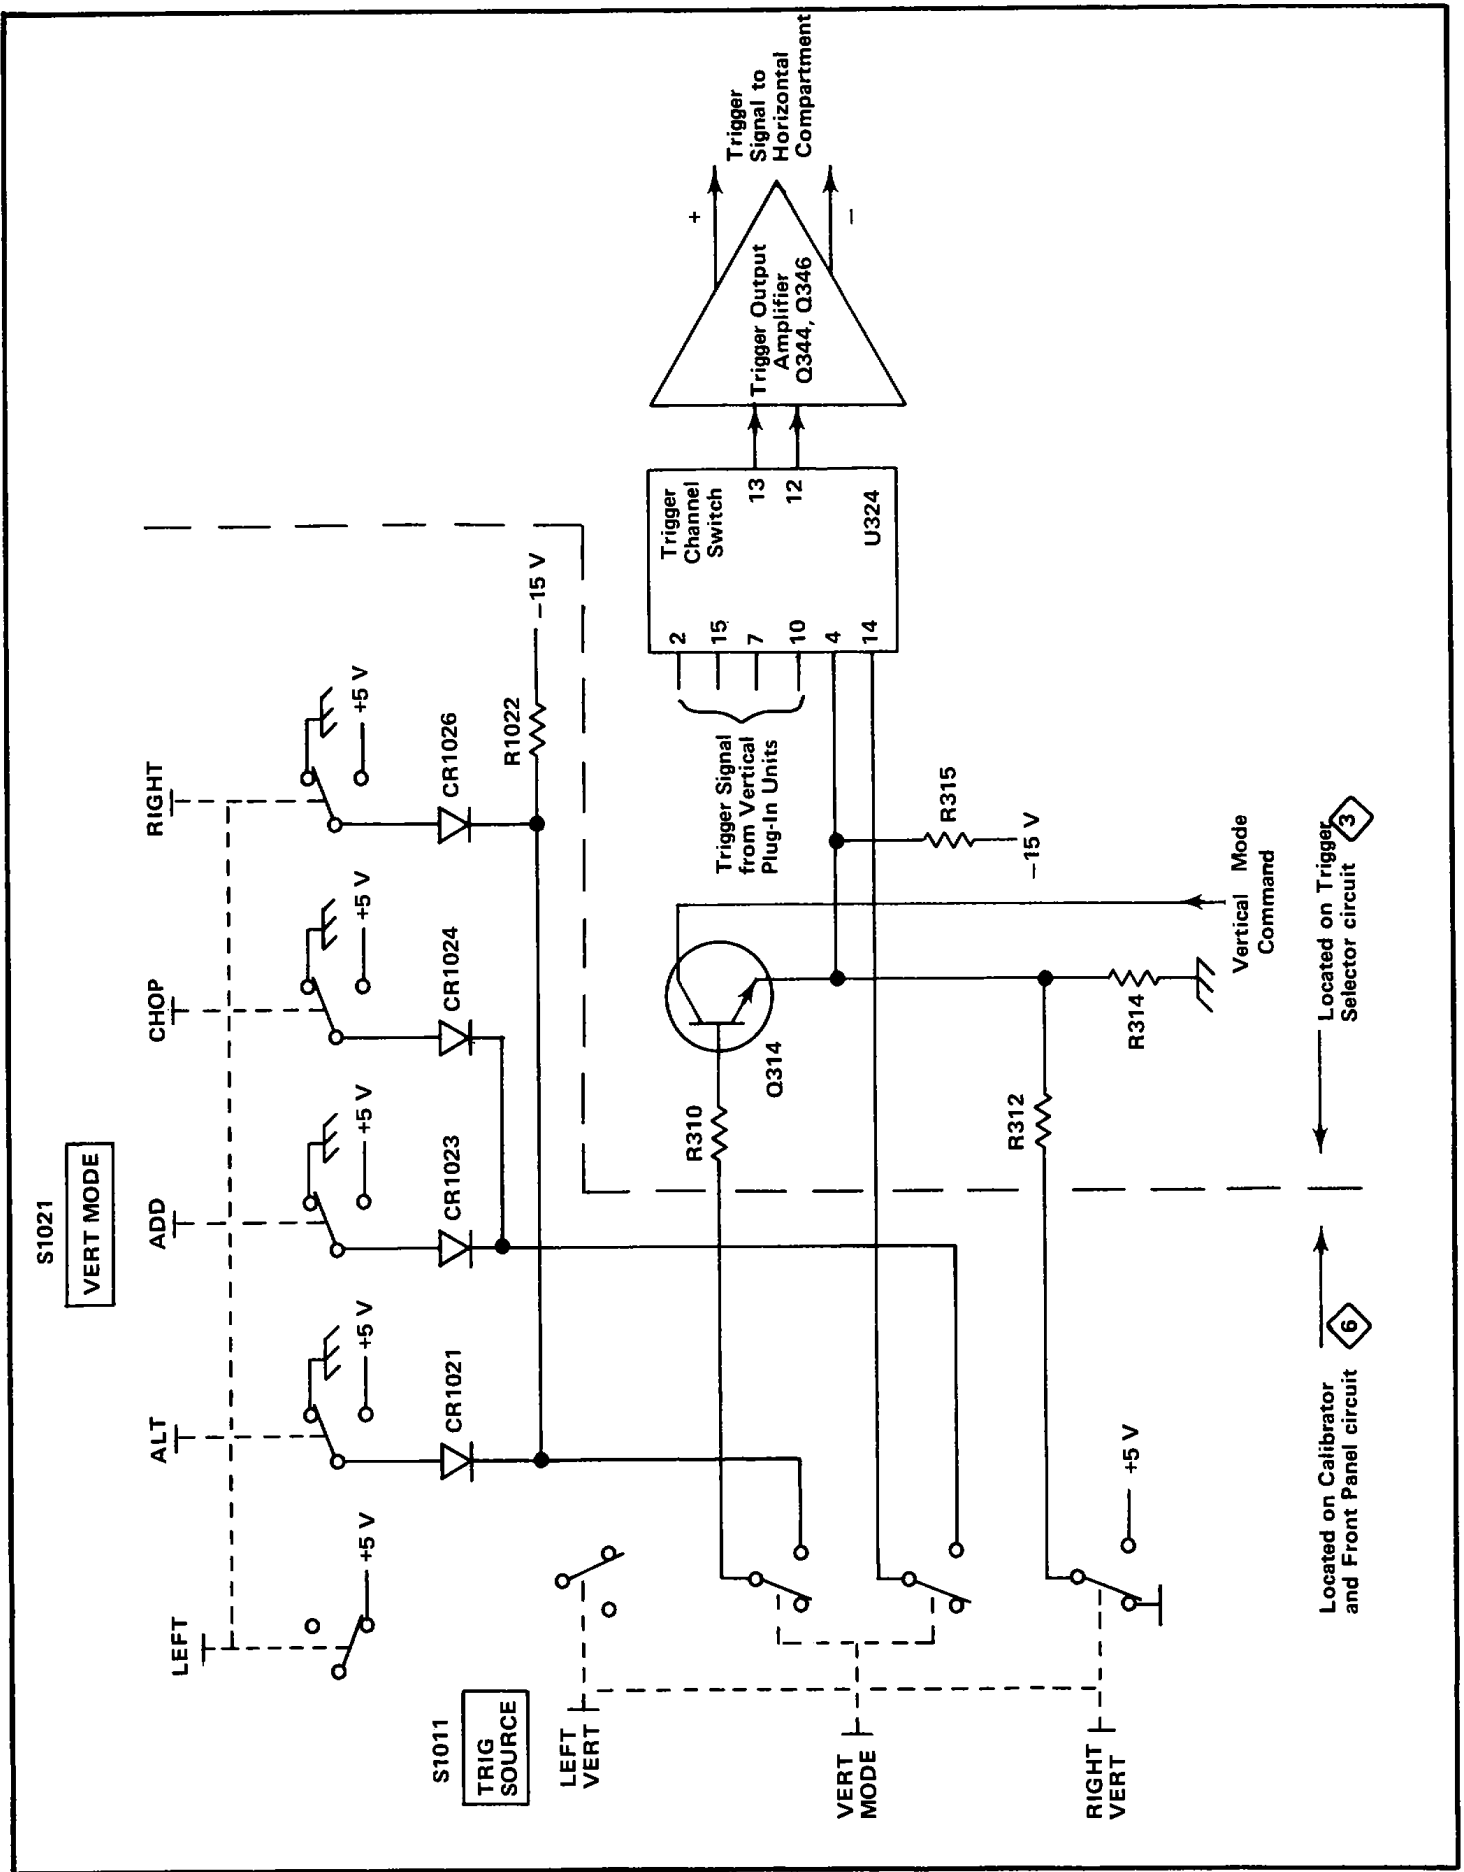 S1021
VERT MODE
LEFT
ALT
ADD
CHOP
RIGHT
+5 V
+5 V
+5 V
+5 V
+5 V
CR1021
CR1023
CR1024
CR1026
R1022
−15 V
S1011
TRIG
SOURCE
LEFT
VERT
VERT
MODE
RIGHT
VERT
+5 V
R310
Q314
R312
R314
R315
−15 V
Vertical Mode
Command
Trigger Signal
from Vertical
Plug-In Units
2
15
7
10
4
14
Trigger
Channel
Switch
13
12
U324
Trigger Output
Amplifier
Q344, Q346
+
−
Trigger
Signal to
Horizontal
Compartment
Located on Calibrator
and Front Panel circuit
6
Located on Trigger
Selector circuit
3